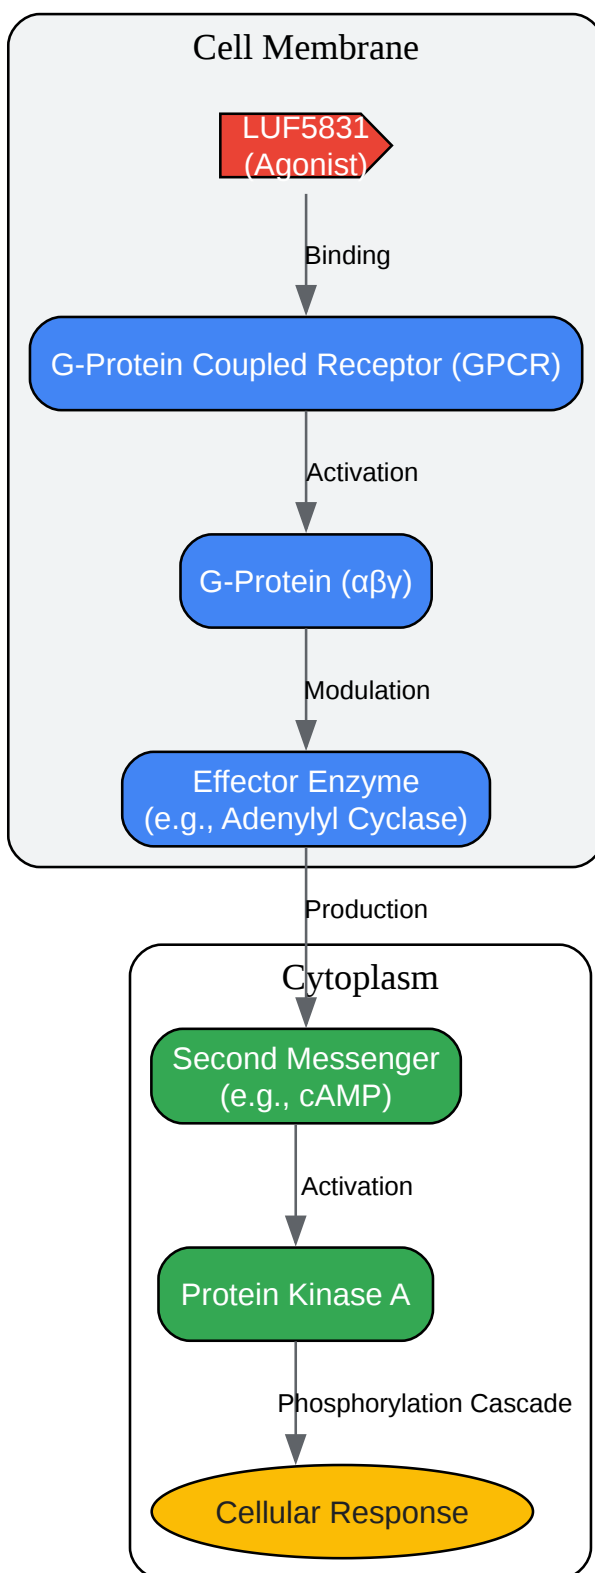 Cell Membrane
LUF5831
(Agonist)
Binding
G-Protein Coupled Receptor (GPCR)
Activation
G-Protein (αβγ)
Modulation
Effector Enzyme
(e.g., Adenylyl Cyclase)
Production
Cytoplasm
Second Messenger
(e.g., cAMP)
Activation
Protein Kinase A
Phosphorylation Cascade
Cellular Response